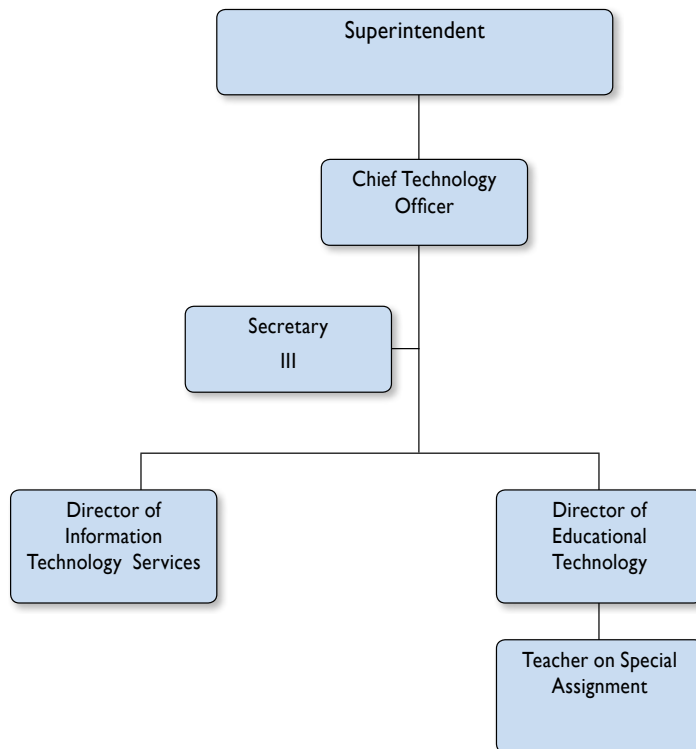 Superintendent
Chief Technology
Officer
Secretary
III
Director of
Information
Technology Services
Director of
Educational
Technology
Teacher on Special
Assignment